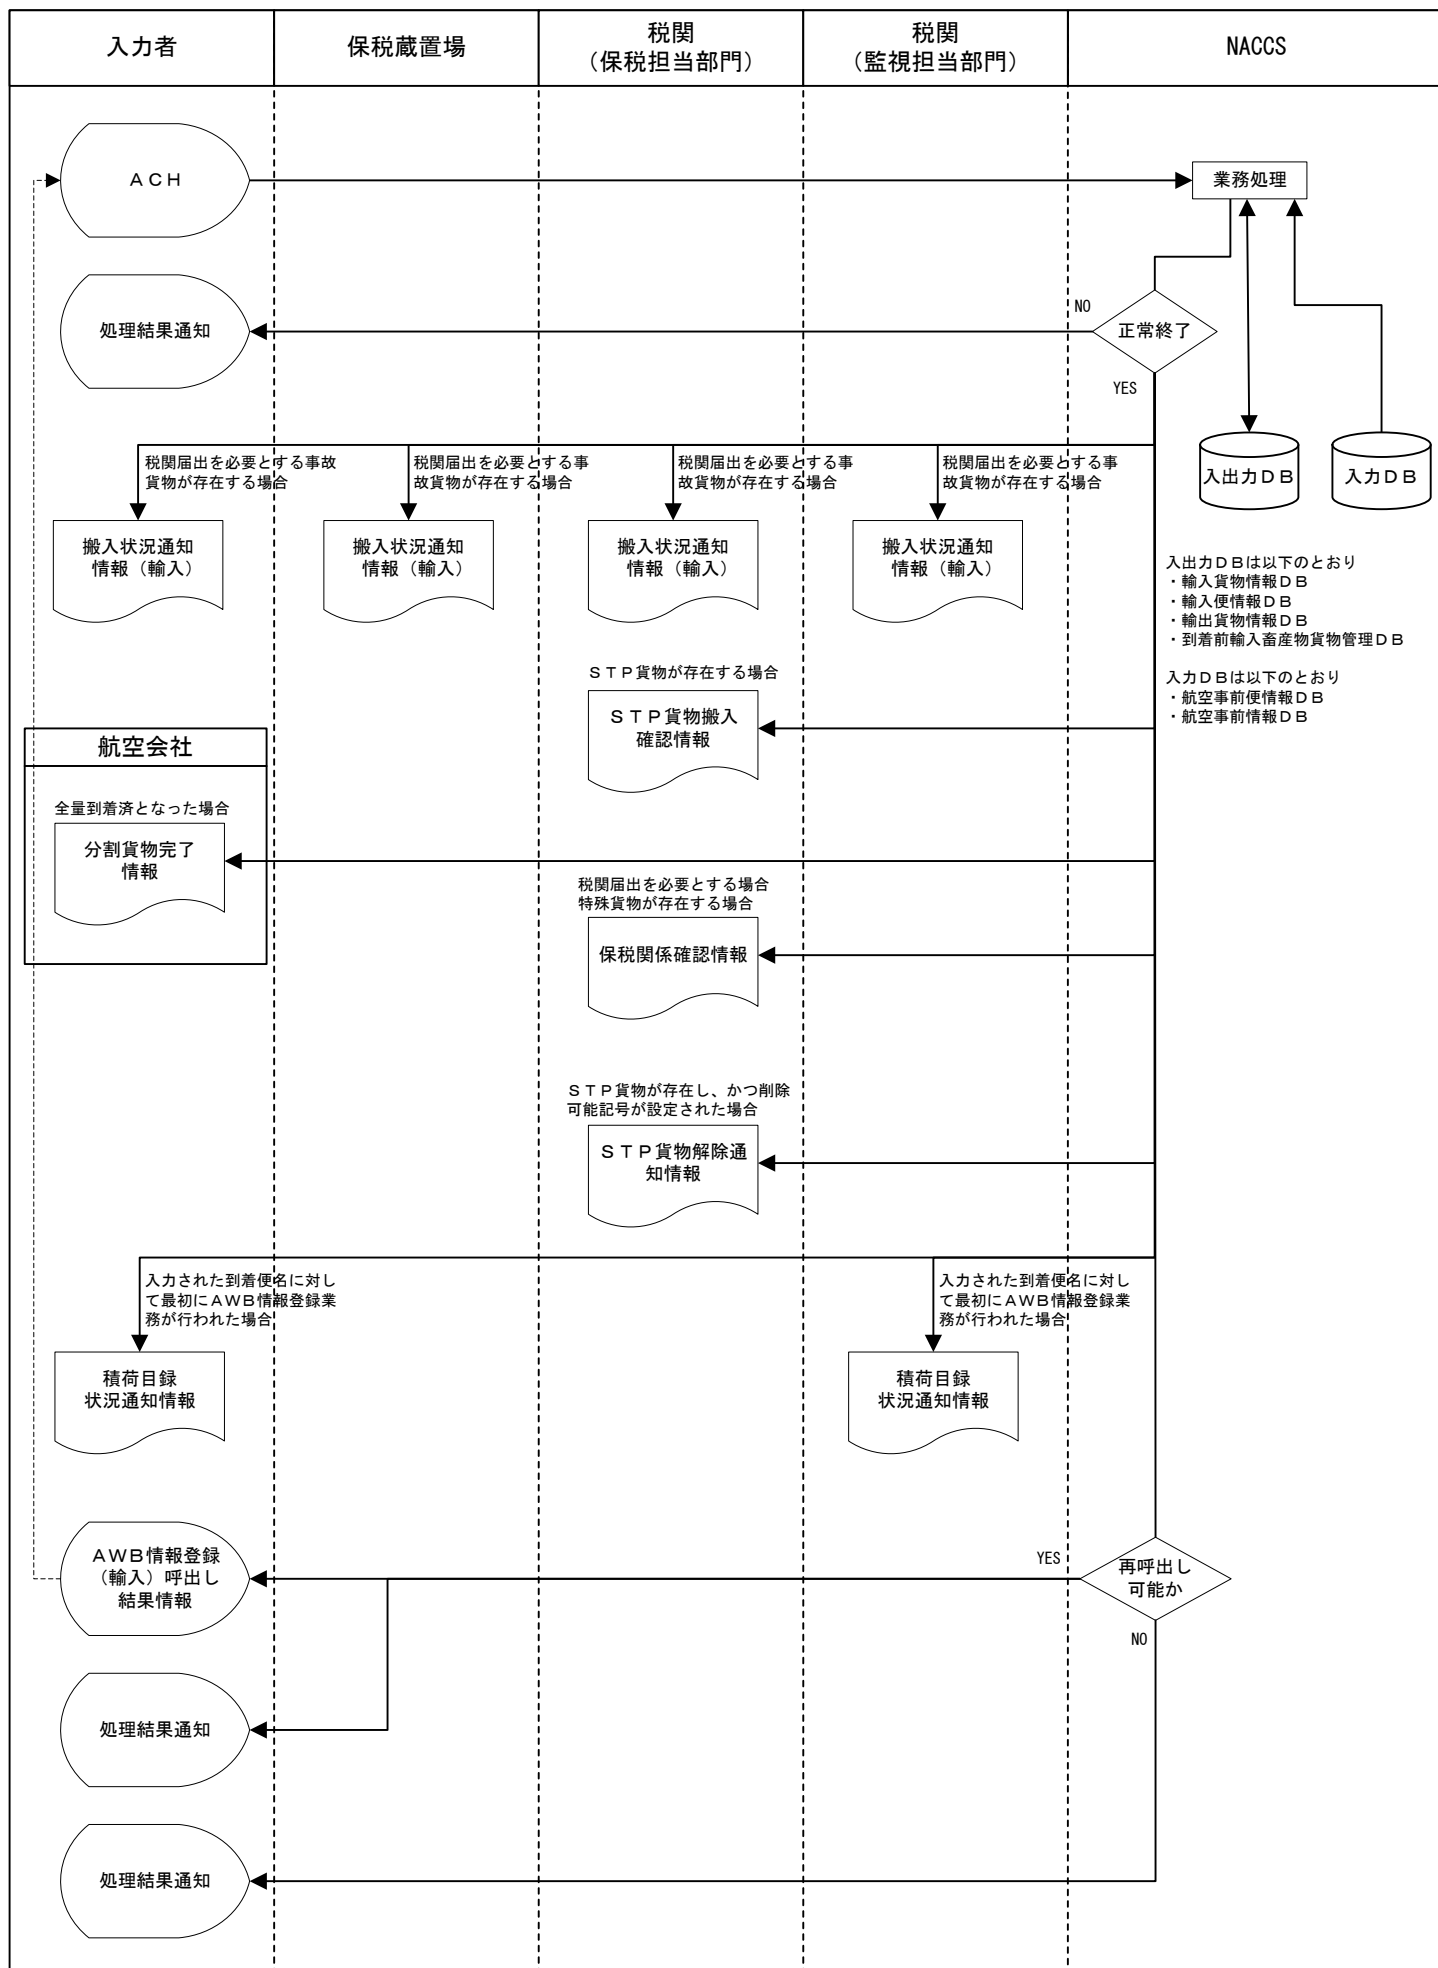 入力者
保税蔵置場
税関
（保税担当部門）
税関
（監視担当部門）
NACCS
ＡＣＨ
業務処理
処理結果通知
NO
正常終了
YES
税関届出を必要とする事故
貨物が存在する場合
税関届出を必要とする事
故貨物が存在する場合
税関届出を必要とする事
故貨物が存在する場合
税関届出を必要とする事
故貨物が存在する場合
入出力ＤＢ
入力ＤＢ
搬入状況通知
情報（輸入）
搬入状況通知
情報（輸入）
搬入状況通知
情報（輸入）
搬入状況通知
情報（輸入）
入出力ＤＢは以下のとおり
・輸入貨物情報ＤＢ
・輸入便情報ＤＢ
・輸出貨物情報ＤＢ
・到着前輸入畜産物貨物管理ＤＢ
入力ＤＢは以下のとおり
・航空事前便情報ＤＢ
・航空事前情報ＤＢ
ＳＴＰ貨物が存在する場合
ＳＴＰ貨物搬入
確認情報
航空会社
全量到着済となった場合
分割貨物完了
情報
税関届出を必要とする場合
特殊貨物が存在する場合
保税関係確認情報
ＳＴＰ貨物が存在し、かつ削除
可能記号が設定された場合
ＳＴＰ貨物解除通
知情報
入力された到着便名に対し
て最初にＡＷＢ情報登録業
務が行われた場合
入力された到着便名に対し
て最初にＡＷＢ情報登録業
務が行われた場合
積荷目録
状況通知情報
積荷目録
状況通知情報
ＡＷＢ情報登録
（輸入）呼出し
結果情報
YES
再呼出し
可能か
NO
処理結果通知
処理結果通知